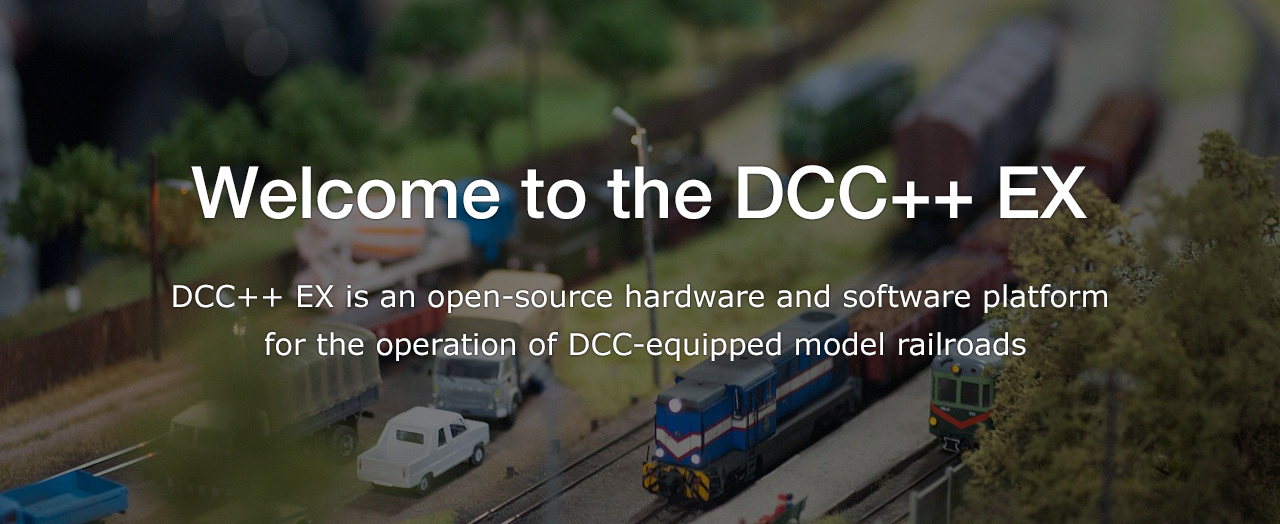 Welcome to the DCC++ EX
DCC++ EX is an open-source hardware and software platform
for the operation of DCC-equipped model railroads